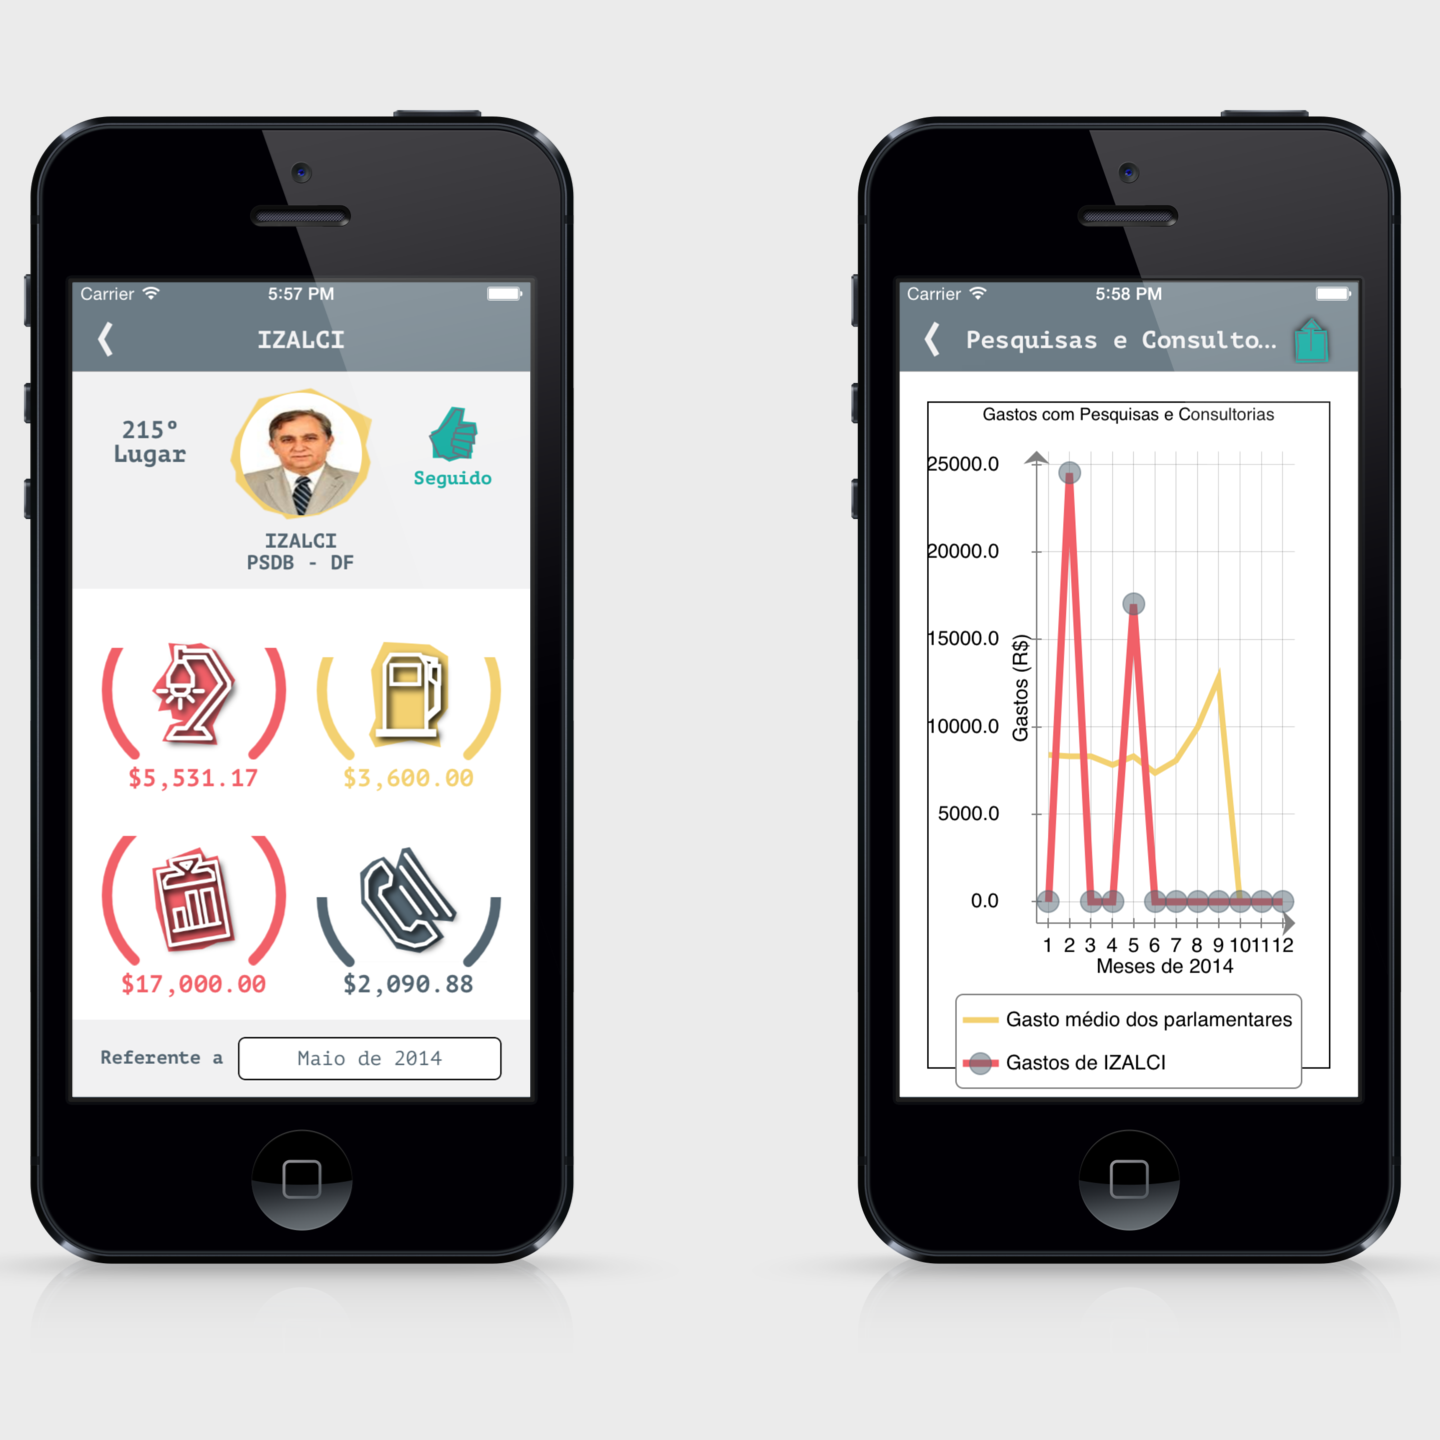 Carrier 5:57 PM
IZALCI
215º
Lugar
Seguido
IZALCI
PSDB - DF
$5,531.17
$3,600.00
$17,000.00
$2,090.88
Referente a
Maio de 2014
Carrier 5:58 PM
Pesquisas e Consulto...
Gastos com Pesquisas e Consultorias
25000.0
20000.0
15000.0
10000.0
5000.0
0.0
Gastos (R$)
1 2 3 4 5 6 7 8 9 10 11 12
Meses de 2014
Gasto médio dos parlamentares
Gastos de IZALCI